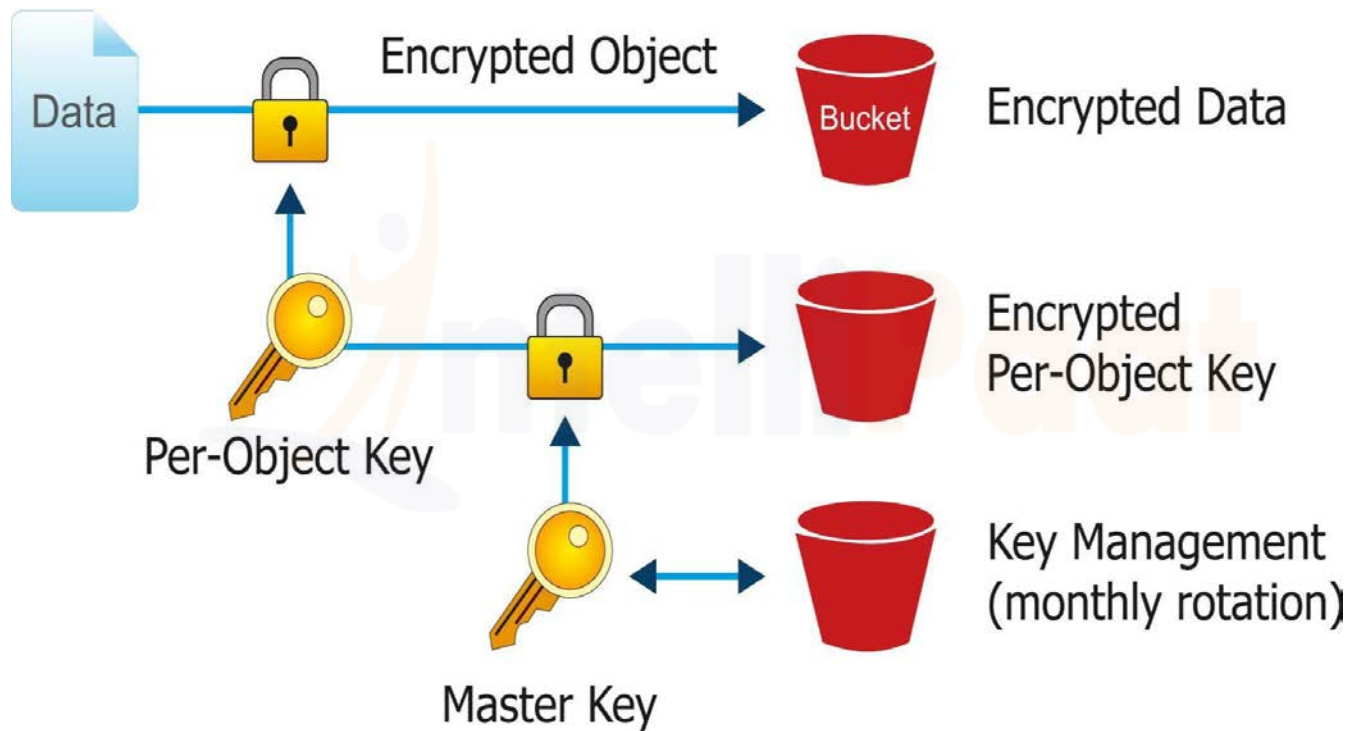 Data
Encrypted Object
Bucket
Encrypted Data
Per-Object Key
Encrypted
Per-Object Key
Master Key
Key Management
(monthly rotation)
IntelliPaat